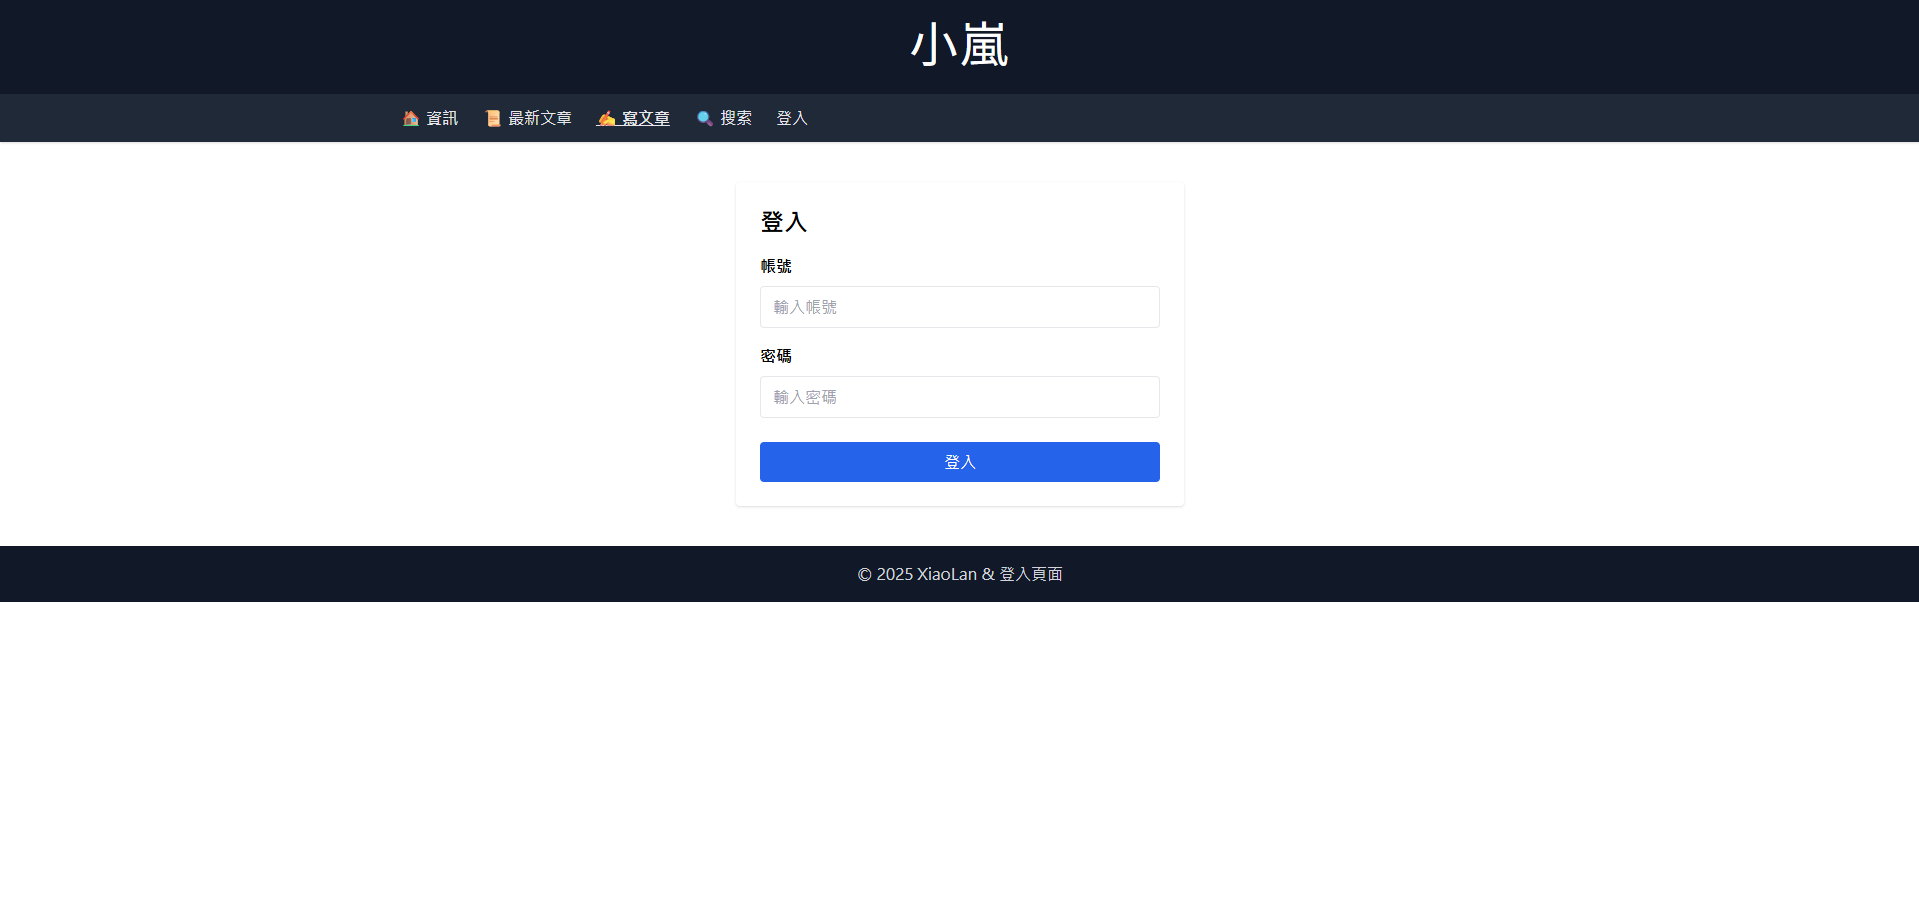 小嵐
🏠 資訊 📜 最新文章 ✍️ 寫文章 🔍 搜索 登入
登入
帳號
輸入帳號
密碼
輸入密碼
登入
© 2025 XiaoLan & 登入頁面